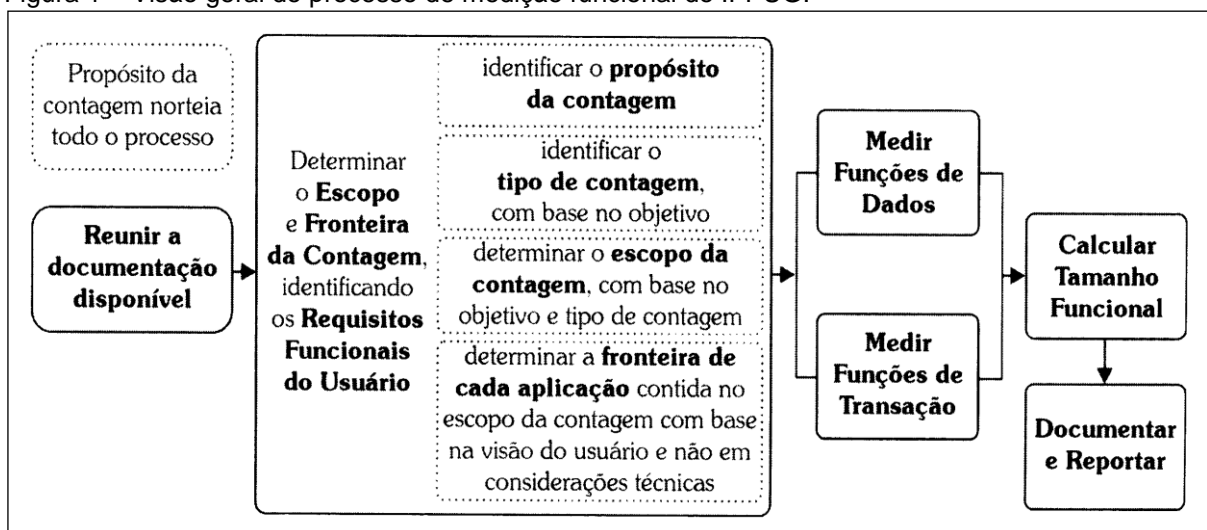 Propósito da
contagem norteia
todo o processo
Reunir a
documentação
disponível
Determinar
o Escopo
e Fronteira
da Contagem,
identificando
os Requisitos
Funcionais
do Usuário
identificar o propósito
da contagem
identificar o
tipo de contagem,
com base no objetivo
determinar o escopo da
contagem, com base no
objetivo e tipo de contagem
determinar a fronteira de
cada aplicação contida no
escopo da contagem com base
na visão do usuário e não em
considerações técnicas
Medir
Funções de
Dados
Medir
Funções de
Transação
Calcular
Tamanho
Funcional
Documentar
e Reportar